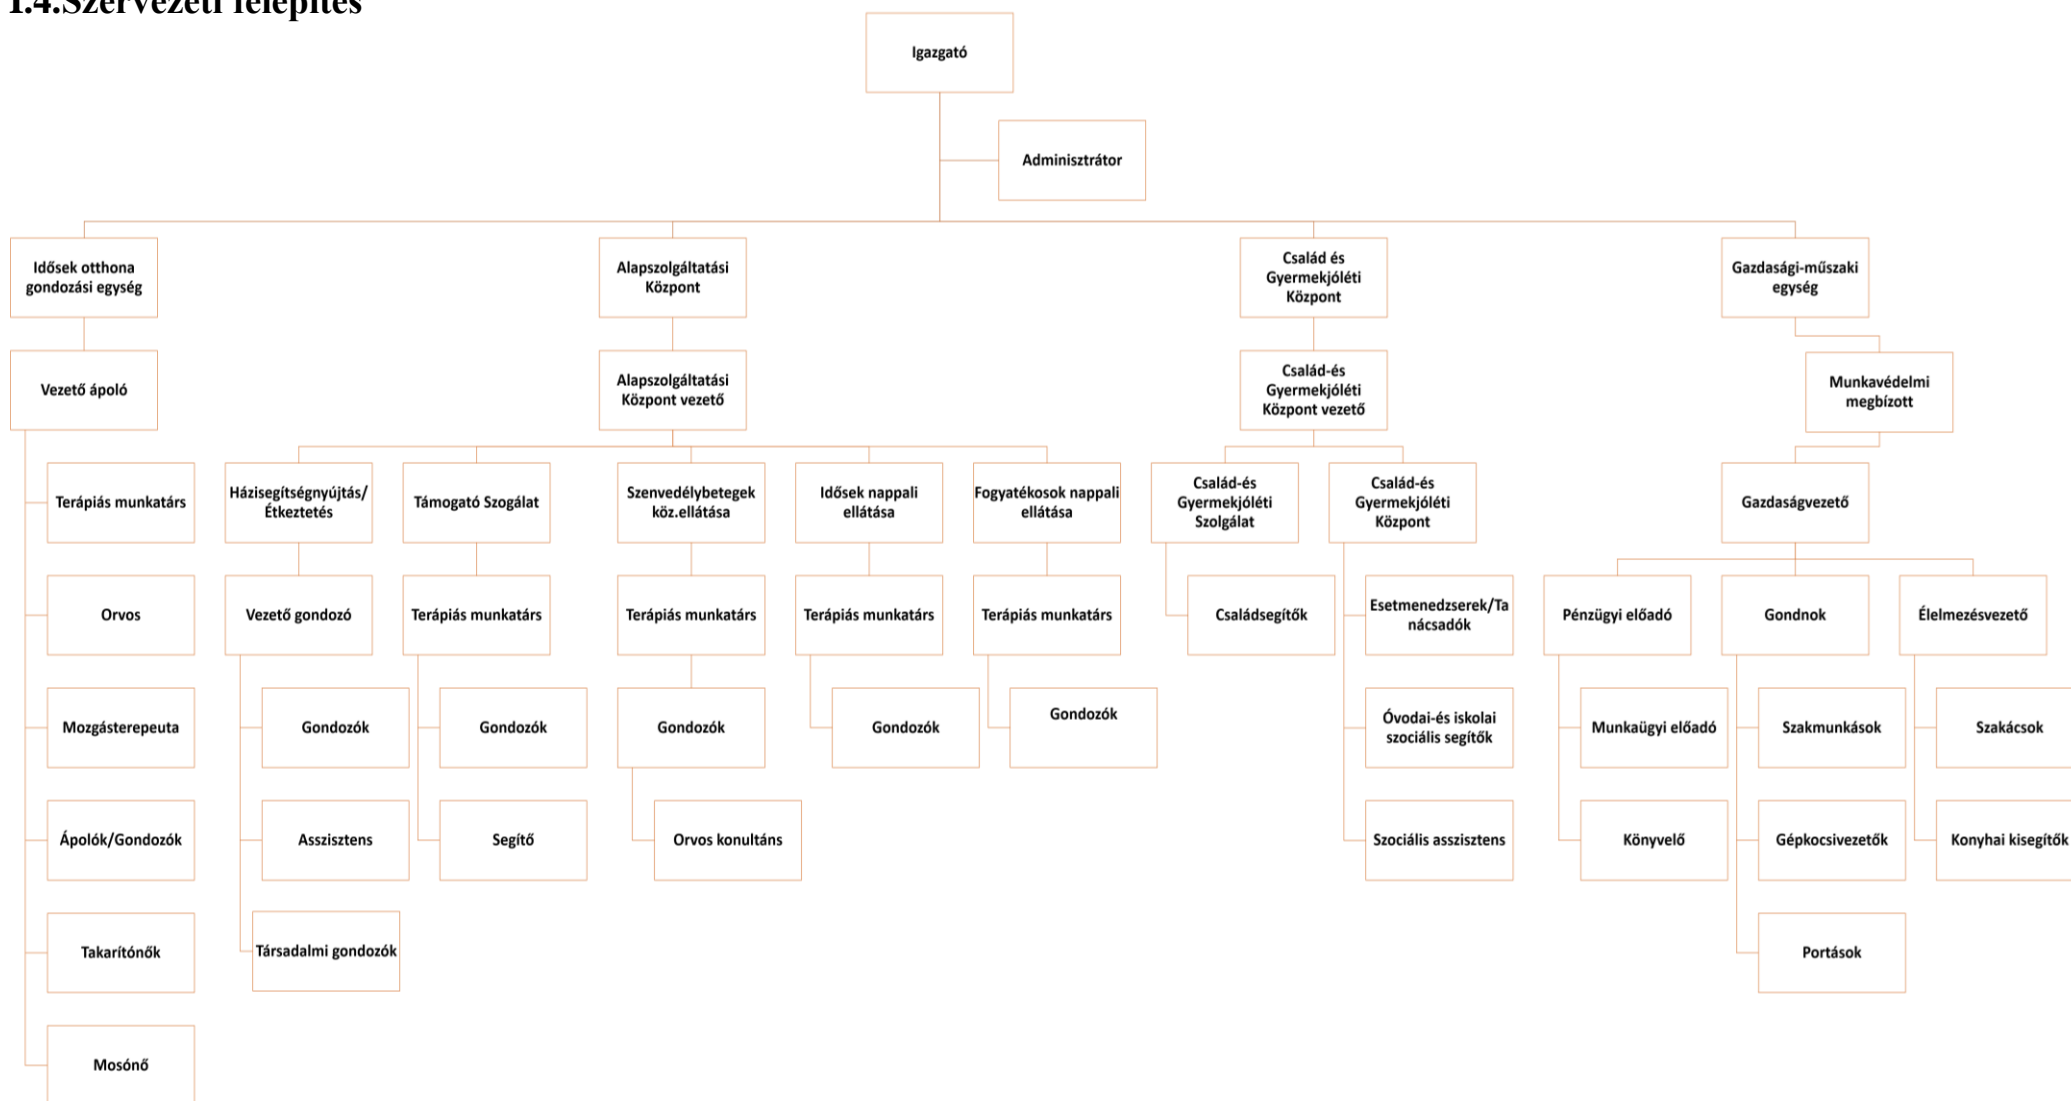 1.4.Szervezeti felépítés
Igazgató
Adminisztrátor
Idősek otthona
gondozási egység
Alapszolgáltatási
Központ
Család és
Gyermekjóléti
Központ
Gazdasági-műszaki
egység
Vezető ápoló
Alapszolgáltatási
Központ vezető
Család-és
Gyermekjóléti
Központ vezető
Munkavédelmi
megbízott
Terápiás munkatárs
Házisegítségnyújtás/
Étkeztetés
Támogató Szogálat
Szenvedélybetegek
köz.ellátása
Idősek nappali
ellátása
Fogyatékosok nappali
ellátása
Család-és
Gyermekjóléti
Szolgálat
Család-és
Gyermekjóléti
Központ
Gazdaságvezető
Orvos
Vezető gondozó
Terápiás munkatárs
Terápiás munkatárs
Terápiás munkatárs
Terápiás munkatárs
Családsegítők
Esetmenedzserek/Ta
nácsadók
Pénzügyi előadó
Gondnok
Élelmezésvezető
Mozgásterepeuta
Gondozók
Gondozók
Gondozók
Gondozók
Gondozók
Óvodai-és iskolai
szociális segítők
Munkaügyi előadó
Szakmunkások
Szakácsok
Ápolók/Gondozók
Asszisztens
Segítő
Orvos konultáns
Szociális asszisztens
Könyvelő
Gépkocsivezetők
Konyhai kisegítők
Takarítónők
Társadalmi gondozók
Portások
Mosónő